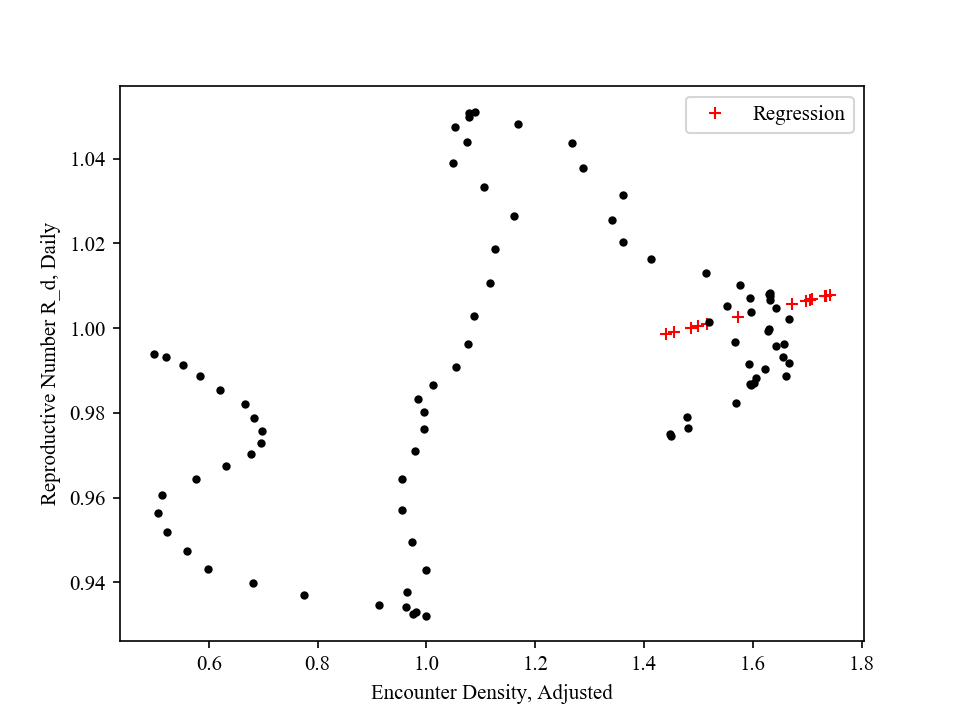 Regression
1.04
1.02
1.00
0.98
0.96
0.94
Reproductive Number R_d, Daily
0.6 0.8 1.0 1.2 1.4 1.6 1.8
Encounter Density, Adjusted